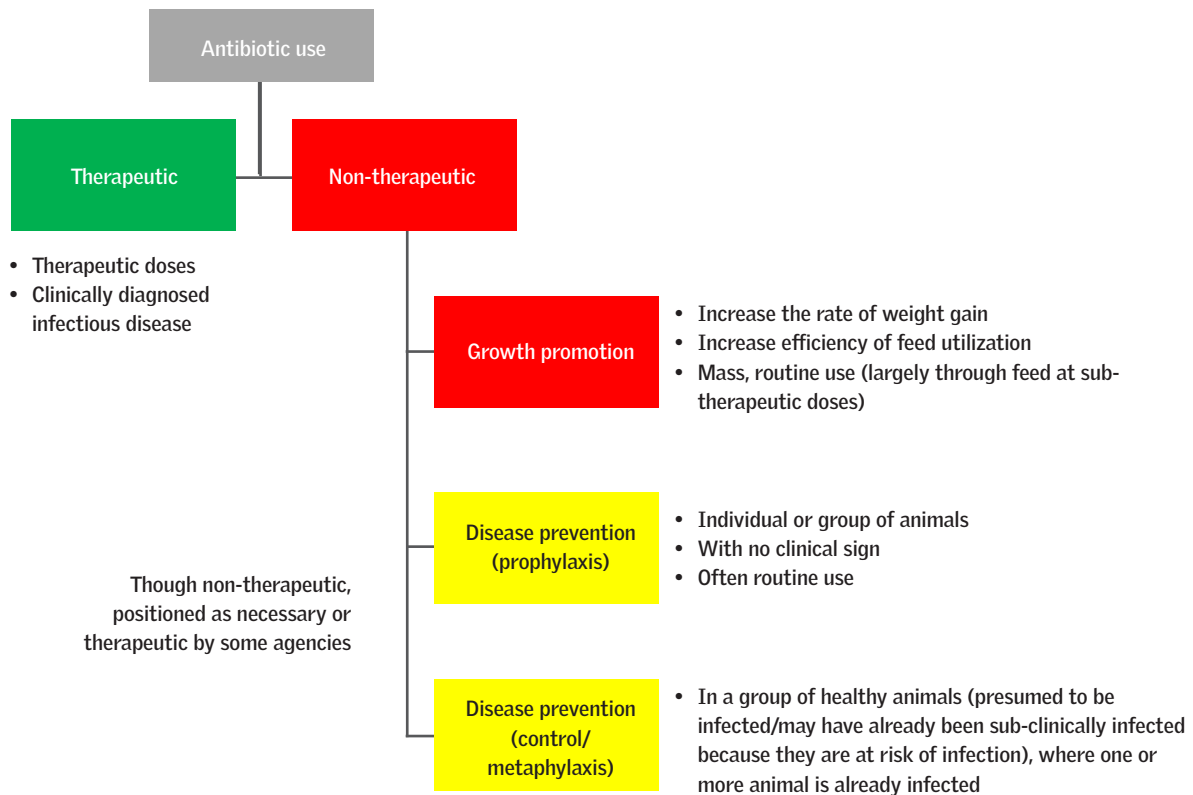 Antibiotic use
Therapeutic
Non-therapeutic
• Therapeutic doses
• Clinically diagnosed
infectious disease
Growth promotion
• Increase the rate of weight gain
• Increase efficiency of feed utilization
• Mass, routine use (largely through feed at sub-
therapeutic doses)
Disease prevention
(prophylaxis)
• Individual or group of animals
• With no clinical sign
• Often routine use
Though non-therapeutic,
positioned as necessary or
therapeutic by some agencies
Disease prevention
(control/
metaphylaxis)
• In a group of healthy animals (presumed to be
infected/may have already been sub-clinically infected
because they are at risk of infection), where one or
more animal is already infected